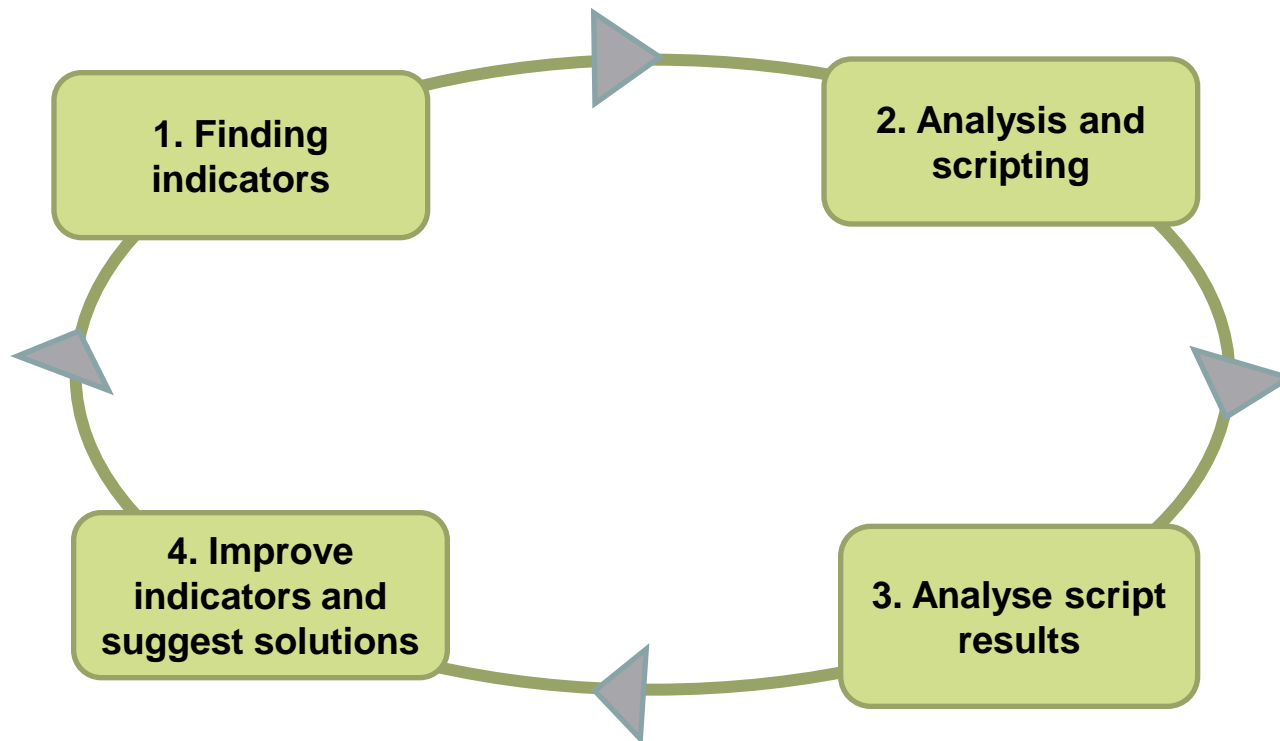 1. Finding
indicators
2. Analysis and
scripting
3. Analyse script
results
4. Improve
indicators and
suggest solutions